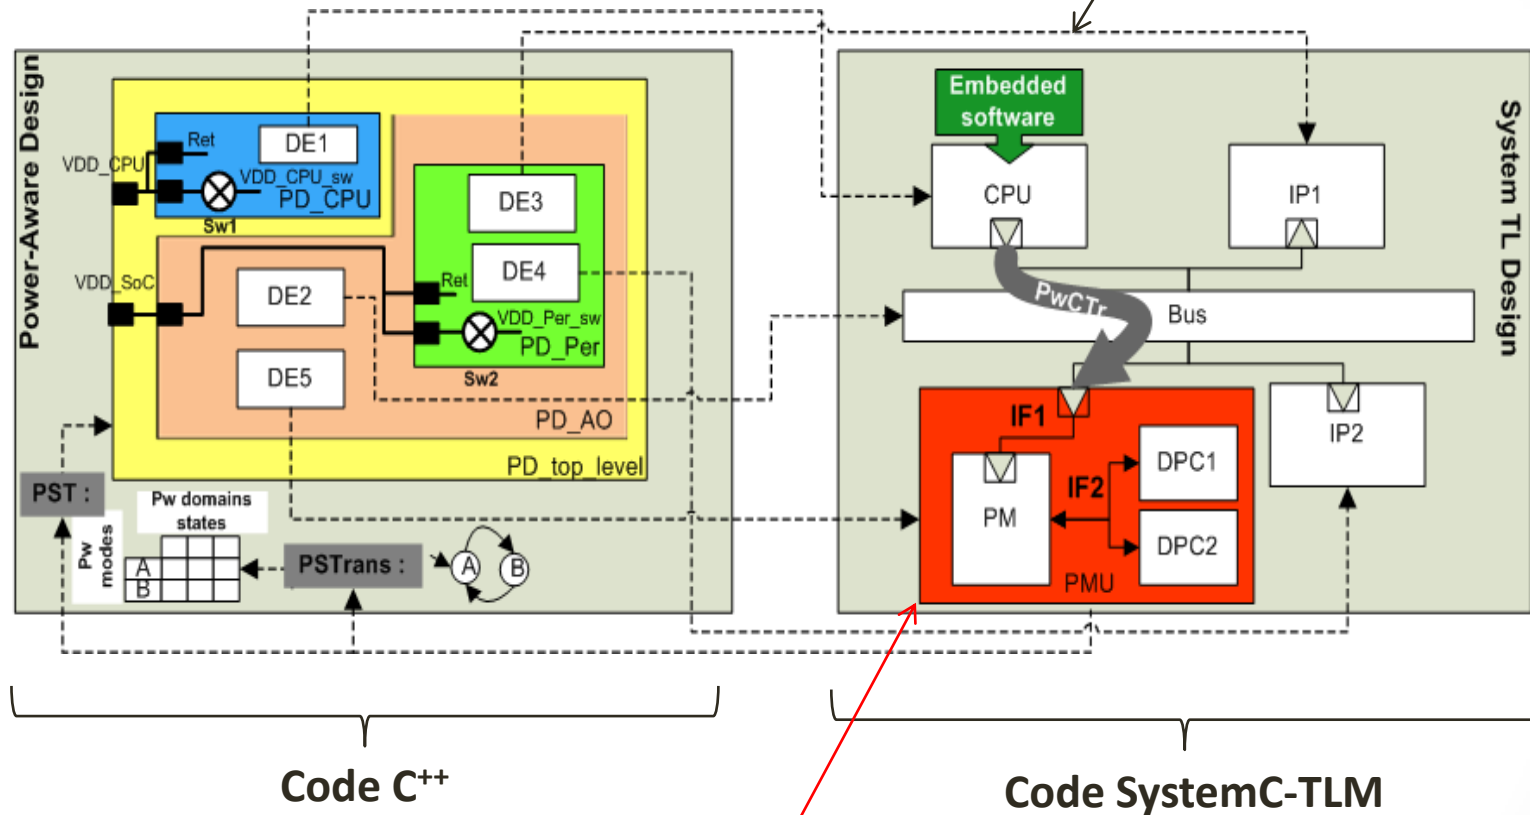 Power-Aware Design
VDD_CPU
Ret
DE1
VDD_CPU_sw
PD_CPU
Sw1
VDD_SoC
DE2
DE5
DE3
DE4
Ret
VDD_Per_sw
PD_Per
Sw2
PD_AO
PD_top_level
PST :
Pw domains
states
Pw
modes
A
B
PSTrans :
A
B
Code C++
System TL Design
Embedded
software
CPU
IP1
PwCTr
Bus
IF1
IF2
PM
DPC1
DPC2
PMU
IP2
Code SystemC-TLM